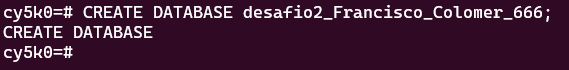 cy5k0=# CREATE DATABASE desafio2_Francisco_Colomer_666;
CREATE DATABASE
cy5k0=#